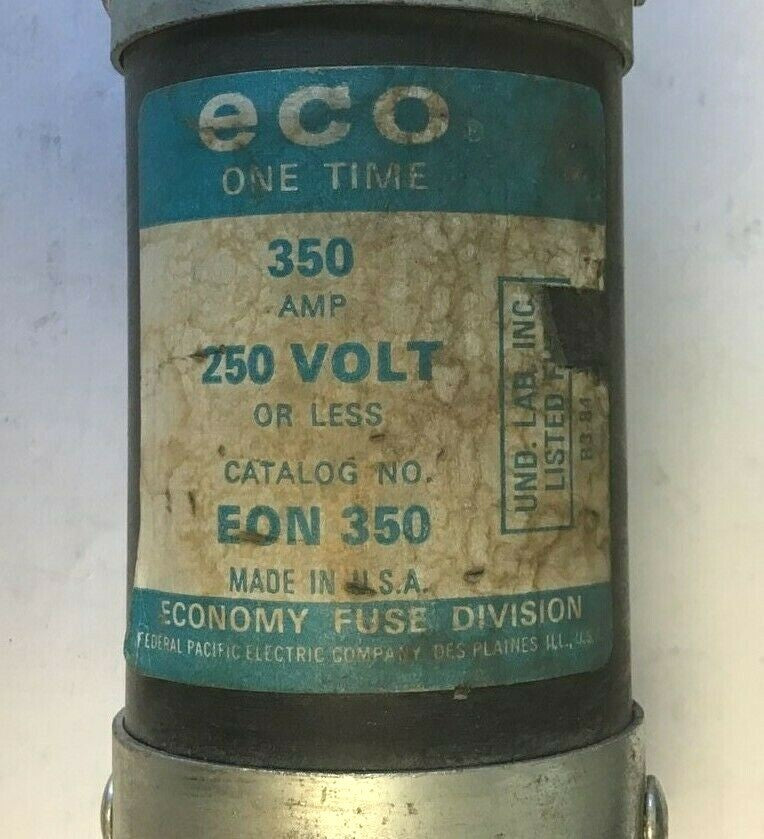 eco
ONE TIME
350
AMP
250 VOLT
OR LESS
CATALOG NO.
EON 350
MADE IN U.S.A.
ECONOMY FUSE DIVISION
FEDERAL PACIFIC ELECTRIC COMPANY DES PLAINES ILL., U.S.
UND. LAB. INC.
LISTED